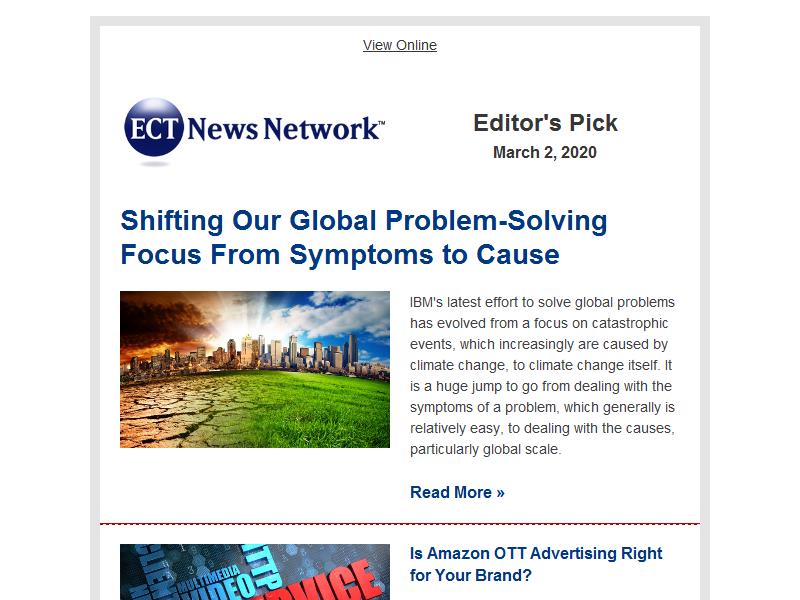 View Online
ECT News Network™
Editor's Pick
March 2, 2020
Shifting Our Global Problem-Solving
Focus From Symptoms to Cause
IBM's latest effort to solve global problems
has evolved from a focus on catastrophic
events, which increasingly are caused by
climate change, to climate change itself. It
is a huge jump to go from dealing with the
symptoms of a problem, which generally is
relatively easy, to dealing with the causes,
particularly global scale.
Read More »
Is Amazon OTT Advertising Right
for Your Brand?
MULTIMEDIA
VIDEO
HTTP